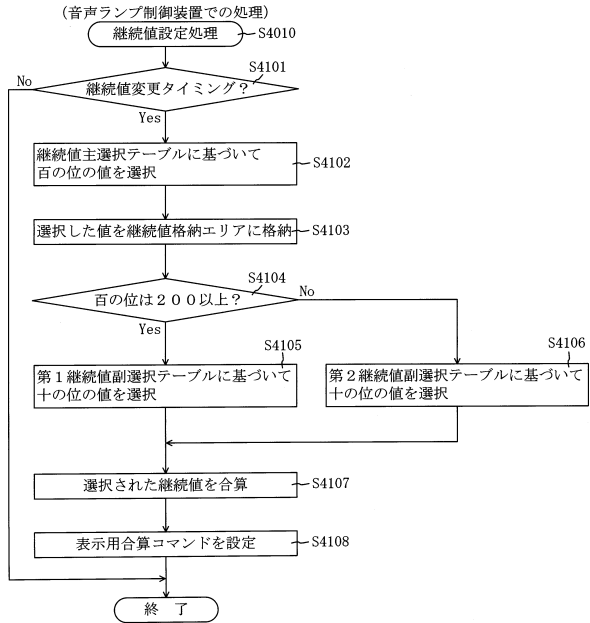 (音声ランプ制御装置での処理)
継続値設定処理
S4010
S4101
継続値変更タイミング？
No
Yes
継続値主選択テーブルに基づいて
百の位の値を選択
S4102
選択した値を継続値格納エリアに格納
S4103
S4104
百の位は２００以上？
No
Yes
S4105
第１継続値副選択テーブルに基づいて
十の位の値を選択
S4106
第２継続値副選択テーブルに基づいて
十の位の値を選択
選択された継続値を合算
S4107
表示用合算コマンドを設定
S4108
終 了